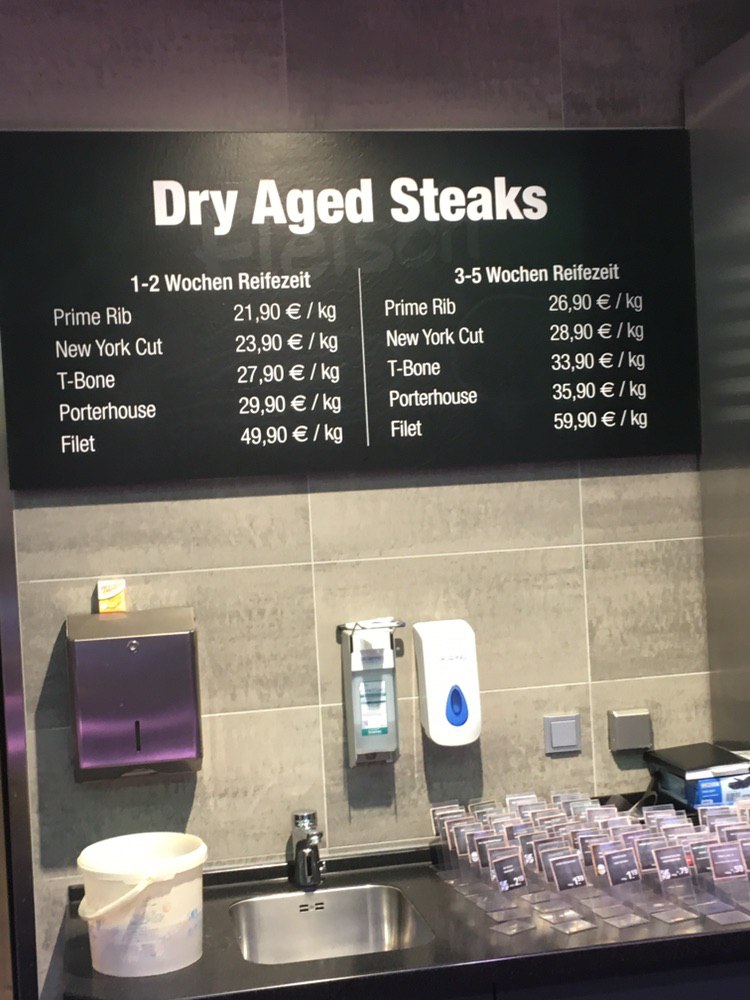 Dry Aged Steaks
Fleisch
1-2 Wochen Reifezeit
Prime Rib 21,90 € / kg
New York Cut 23,90 € / kg
T-Bone 27,90 € / kg
Porterhouse 29,90 € / kg
Filet 49,90 € / kg
3-5 Wochen Reifezeit
Prime Rib 26,90 € / kg
New York Cut 28,90 € / kg
T-Bone 33,90 € / kg
Porterhouse 35,90 € / kg
Filet 59,90 € / kg